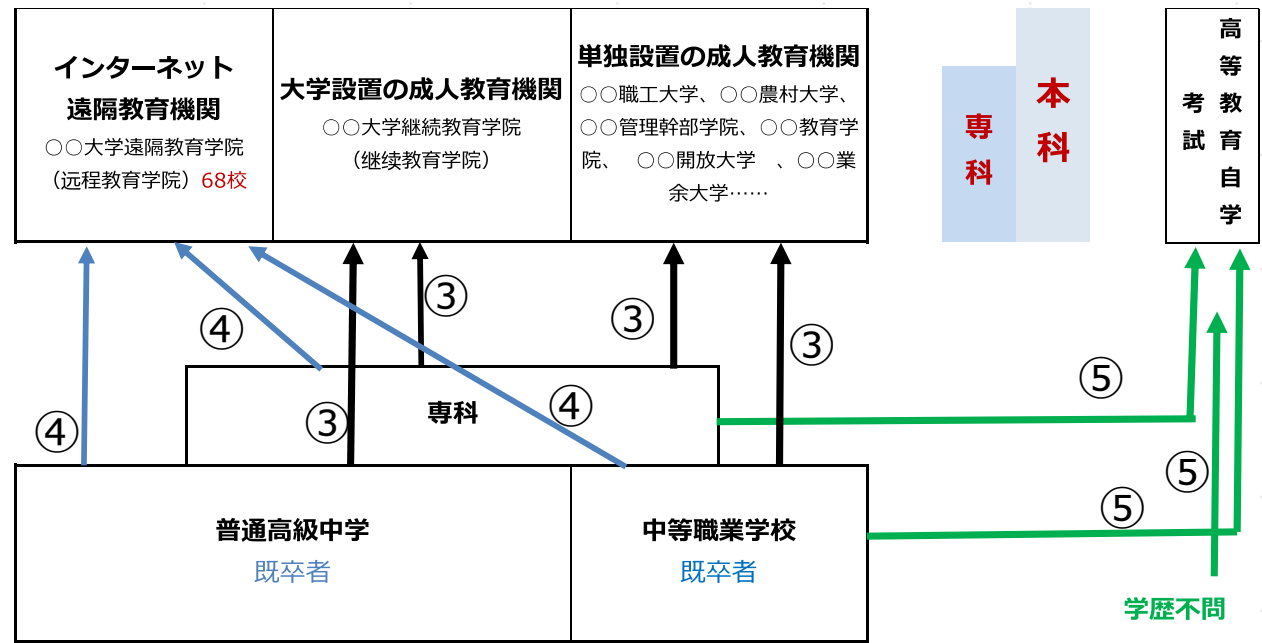 インターネット
遠隔教育機関
○○大学遠隔教育学院
（远程教育学院）68校
大学設置の成人教育機関
○○大学継続教育学院
（继续教育学院）
単独設置の成人教育機関
○○職工大学、○○農村大学、
○○管理幹部学院、○○教育学
院、　○○開放大学　、○○業
余大学……
専科
本科
高等教育自学
考試
④
④
③
③
③
③
④
⑤
専科
⑤
⑤
普通高級中学
既卒者
中等職業学校
既卒者
学歴不問